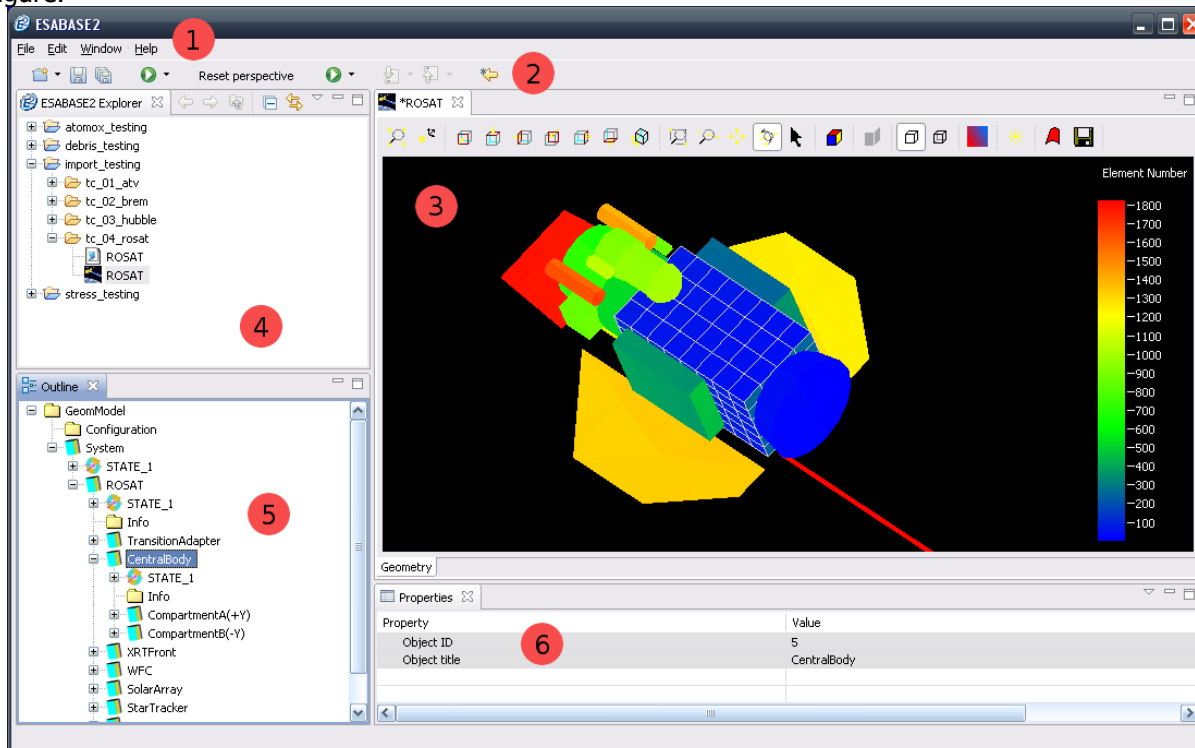 figure.
ESABASE2
File Edit Window Help
1
Reset perspective
2
ESABASE2 Explorer
*ROSAT
atomox_testing
debris_testing
import_testing
tc_01_atv
tc_02_brem
tc_03_hubble
tc_04_rosat
ROSAT
ROSAT
stress_testing
4
3
Element Number
1800
1700
1600
1500
1400
1300
1200
1100
1000
900
800
700
600
500
400
300
200
100
Geometry
Outline
GeomModel
Configuration
System
STATE_1
ROSAT
STATE_1
Info
TransitionAdapter
CentralBody
STATE_1
Info
CompartmentA(+Y)
CompartmentB(-Y)
XRTFront
WFC
SolarArray
StarTracker
5
Properties
Property Value
Object ID 5
Object title CentralBody
6